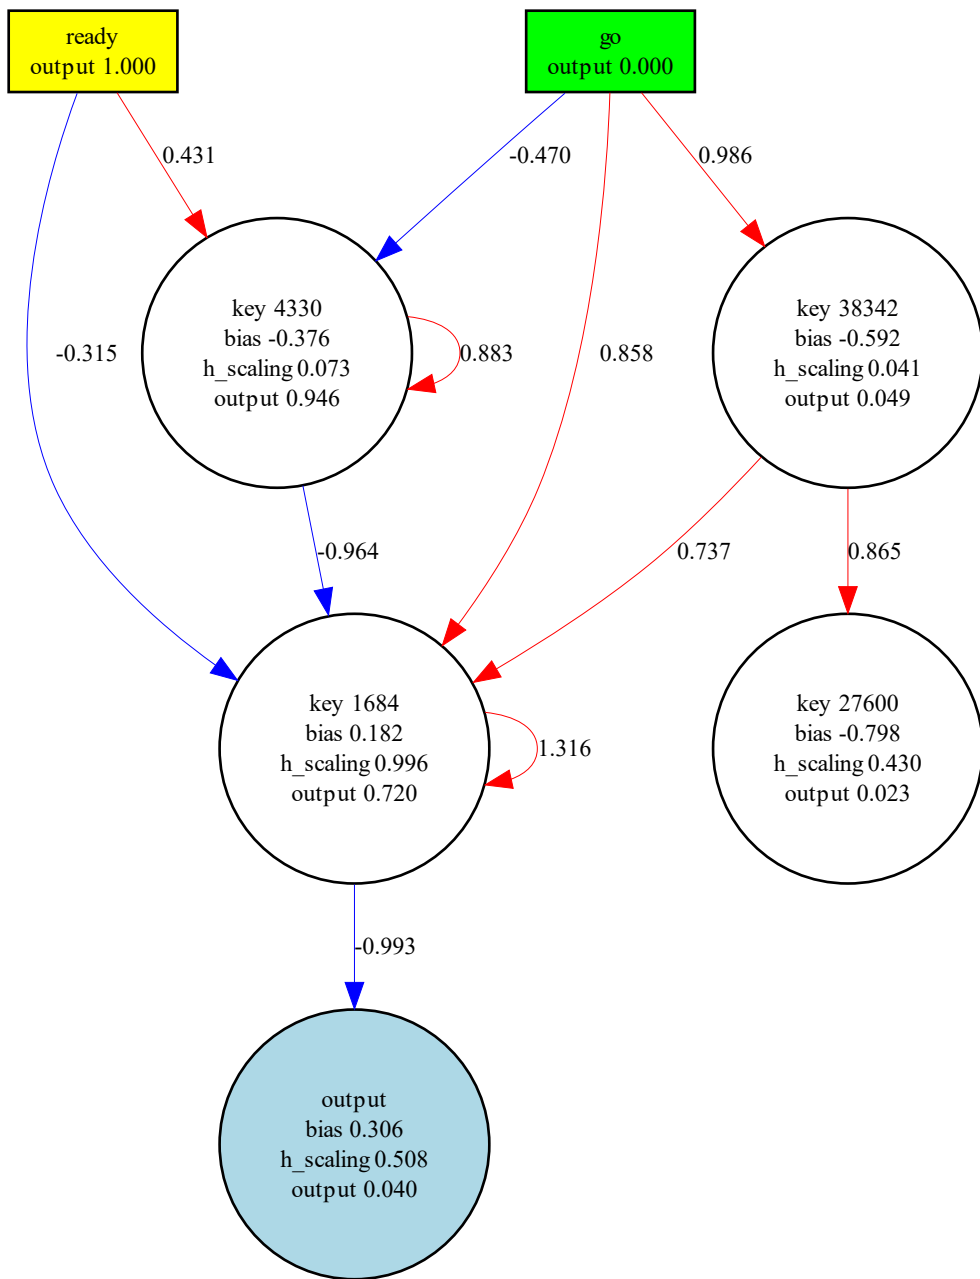 ready
output 1.000
go
output 0.000
0.431
-0.470
0.986
key 4330
bias -0.376
h_scaling 0.073
output 0.946
key 38342
bias -0.592
h_scaling 0.041
output 0.049
-0.315
0.883
0.858
-0.964
0.737
0.865
key 1684
bias 0.182
h_scaling 0.996
output 0.720
1.316
key 27600
bias -0.798
h_scaling 0.430
output 0.023
-0.993
output
bias 0.306
h_scaling 0.508
output 0.040